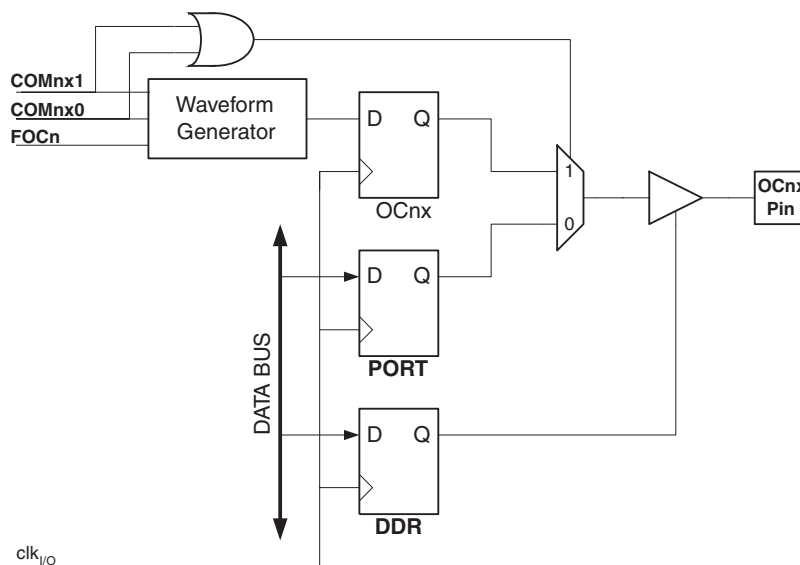 COMnx1
COMnx0
FOCn
Waveform
Generator
D Q
OCnx
1
0
OCnx
Pin
D Q
PORT
DATA BUS
D Q
DDR
clkI/O